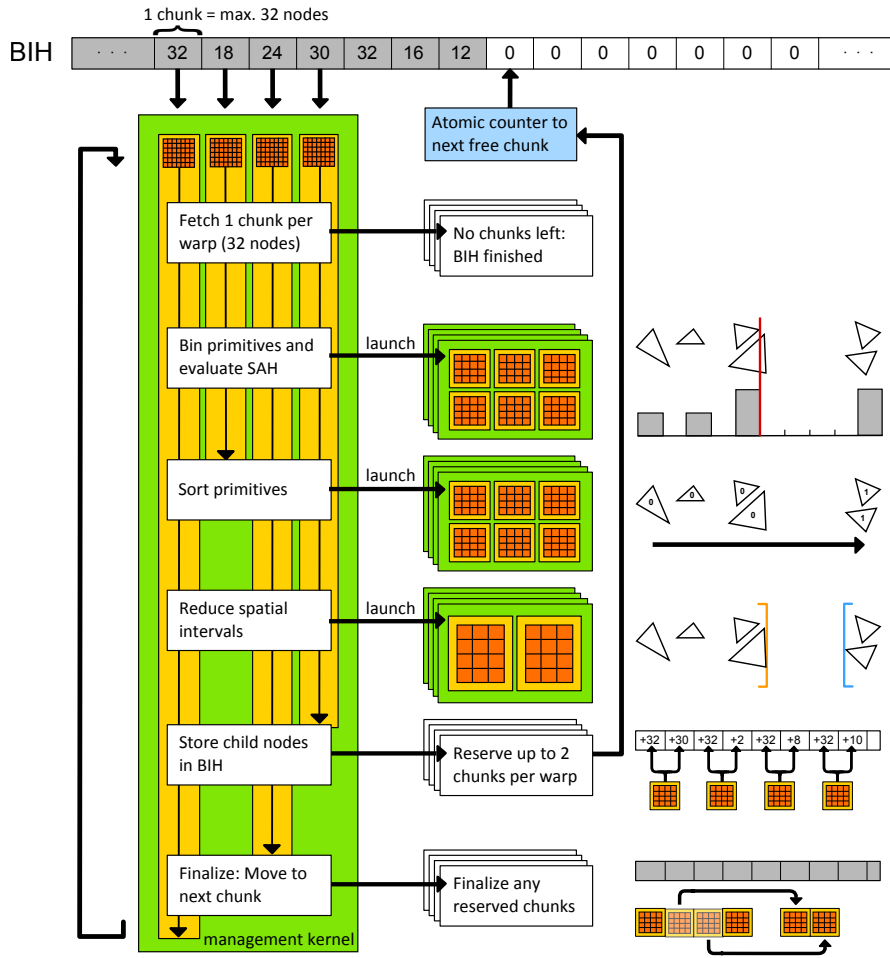 1 chunk = max. 32 nodes
BIH
· · · 32 18 24 30 32 16 12 0 0 0 0 0 0 0 · · ·
Atomic counter to
next free chunk
Fetch 1 chunk per
warp (32 nodes)
No chunks left:
BIH finished
Bin primitives and
evaluate SAH
launch
Sort primitives
launch
0 0 0 0 1 1
Reduce spatial
intervals
launch
Store child nodes
in BIH
Reserve up to 2
chunks per warp
+32 +30 +32 +2 +32 +8 +32 +10
Finalize: Move to
next chunk
Finalize any
reserved chunks
management kernel